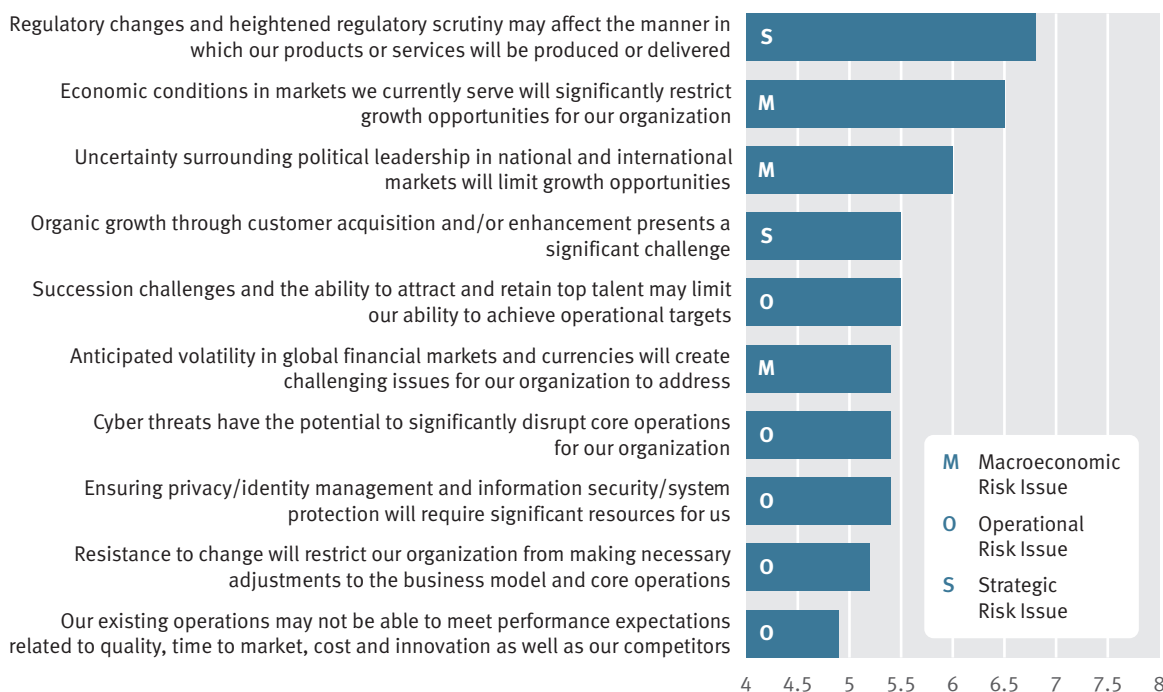 Regulatory changes and heightened regulatory scrutiny may affect the manner in
which our products or services will be produced or delivered
S
Economic conditions in markets we currently serve will significantly restrict
growth opportunities for our organization
M
Uncertainty surrounding political leadership in national and international
markets will limit growth opportunities
M
Organic growth through customer acquisition and/or enhancement presents a
significant challenge
S
Succession challenges and the ability to attract and retain top talent may limit
our ability to achieve operational targets
O
Anticipated volatility in global financial markets and currencies will create
challenging issues for our organization to address
M
Cyber threats have the potential to significantly disrupt core operations
for our organization
O
Ensuring privacy/identity management and information security/system
protection will require significant resources for us
O
Resistance to change will restrict our organization from making necessary
adjustments to the business model and core operations
O
Our existing operations may not be able to meet performance expectations
related to quality, time to market, cost and innovation as well as our competitors
O
M Macroeconomic
Risk Issue
O Operational
Risk Issue
S Strategic
Risk Issue
4 4.5 5 5.5 6 6.5 7 7.5 8